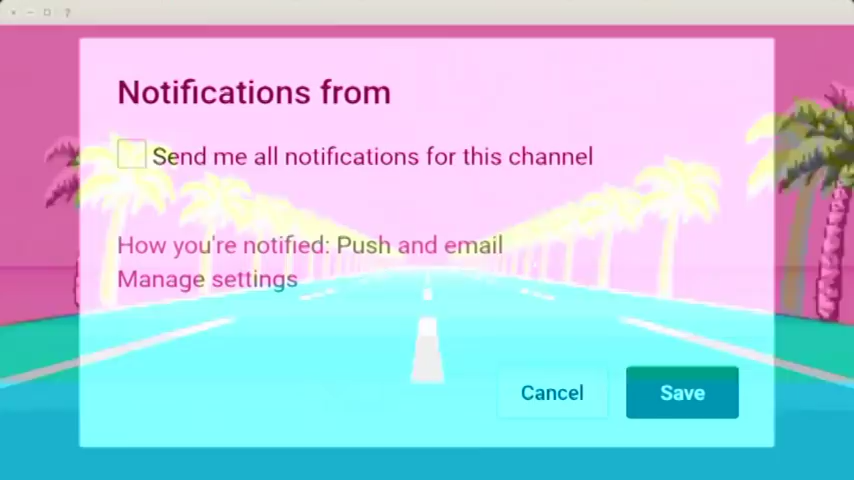 Notifications from
Send me all notifications for this channel
How you're notified: Push and email
Manage settings
Cancel
Save